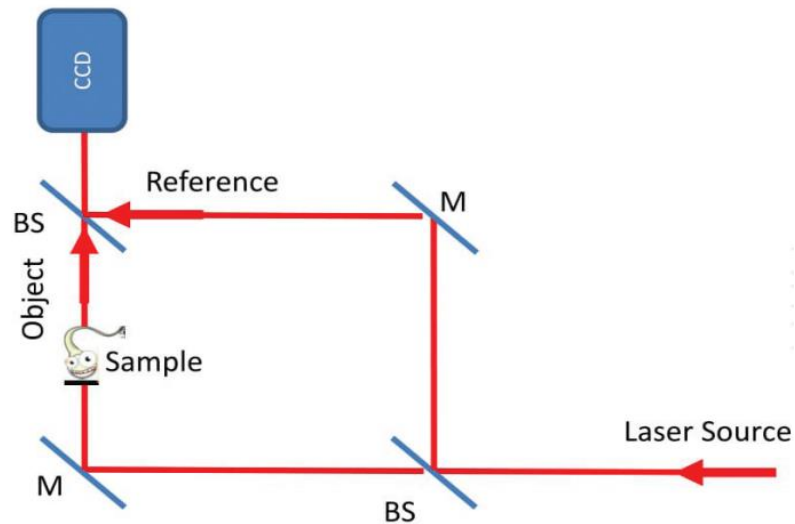 CCD
Reference
M
BS
Object
Sample
Laser Source
M
BS